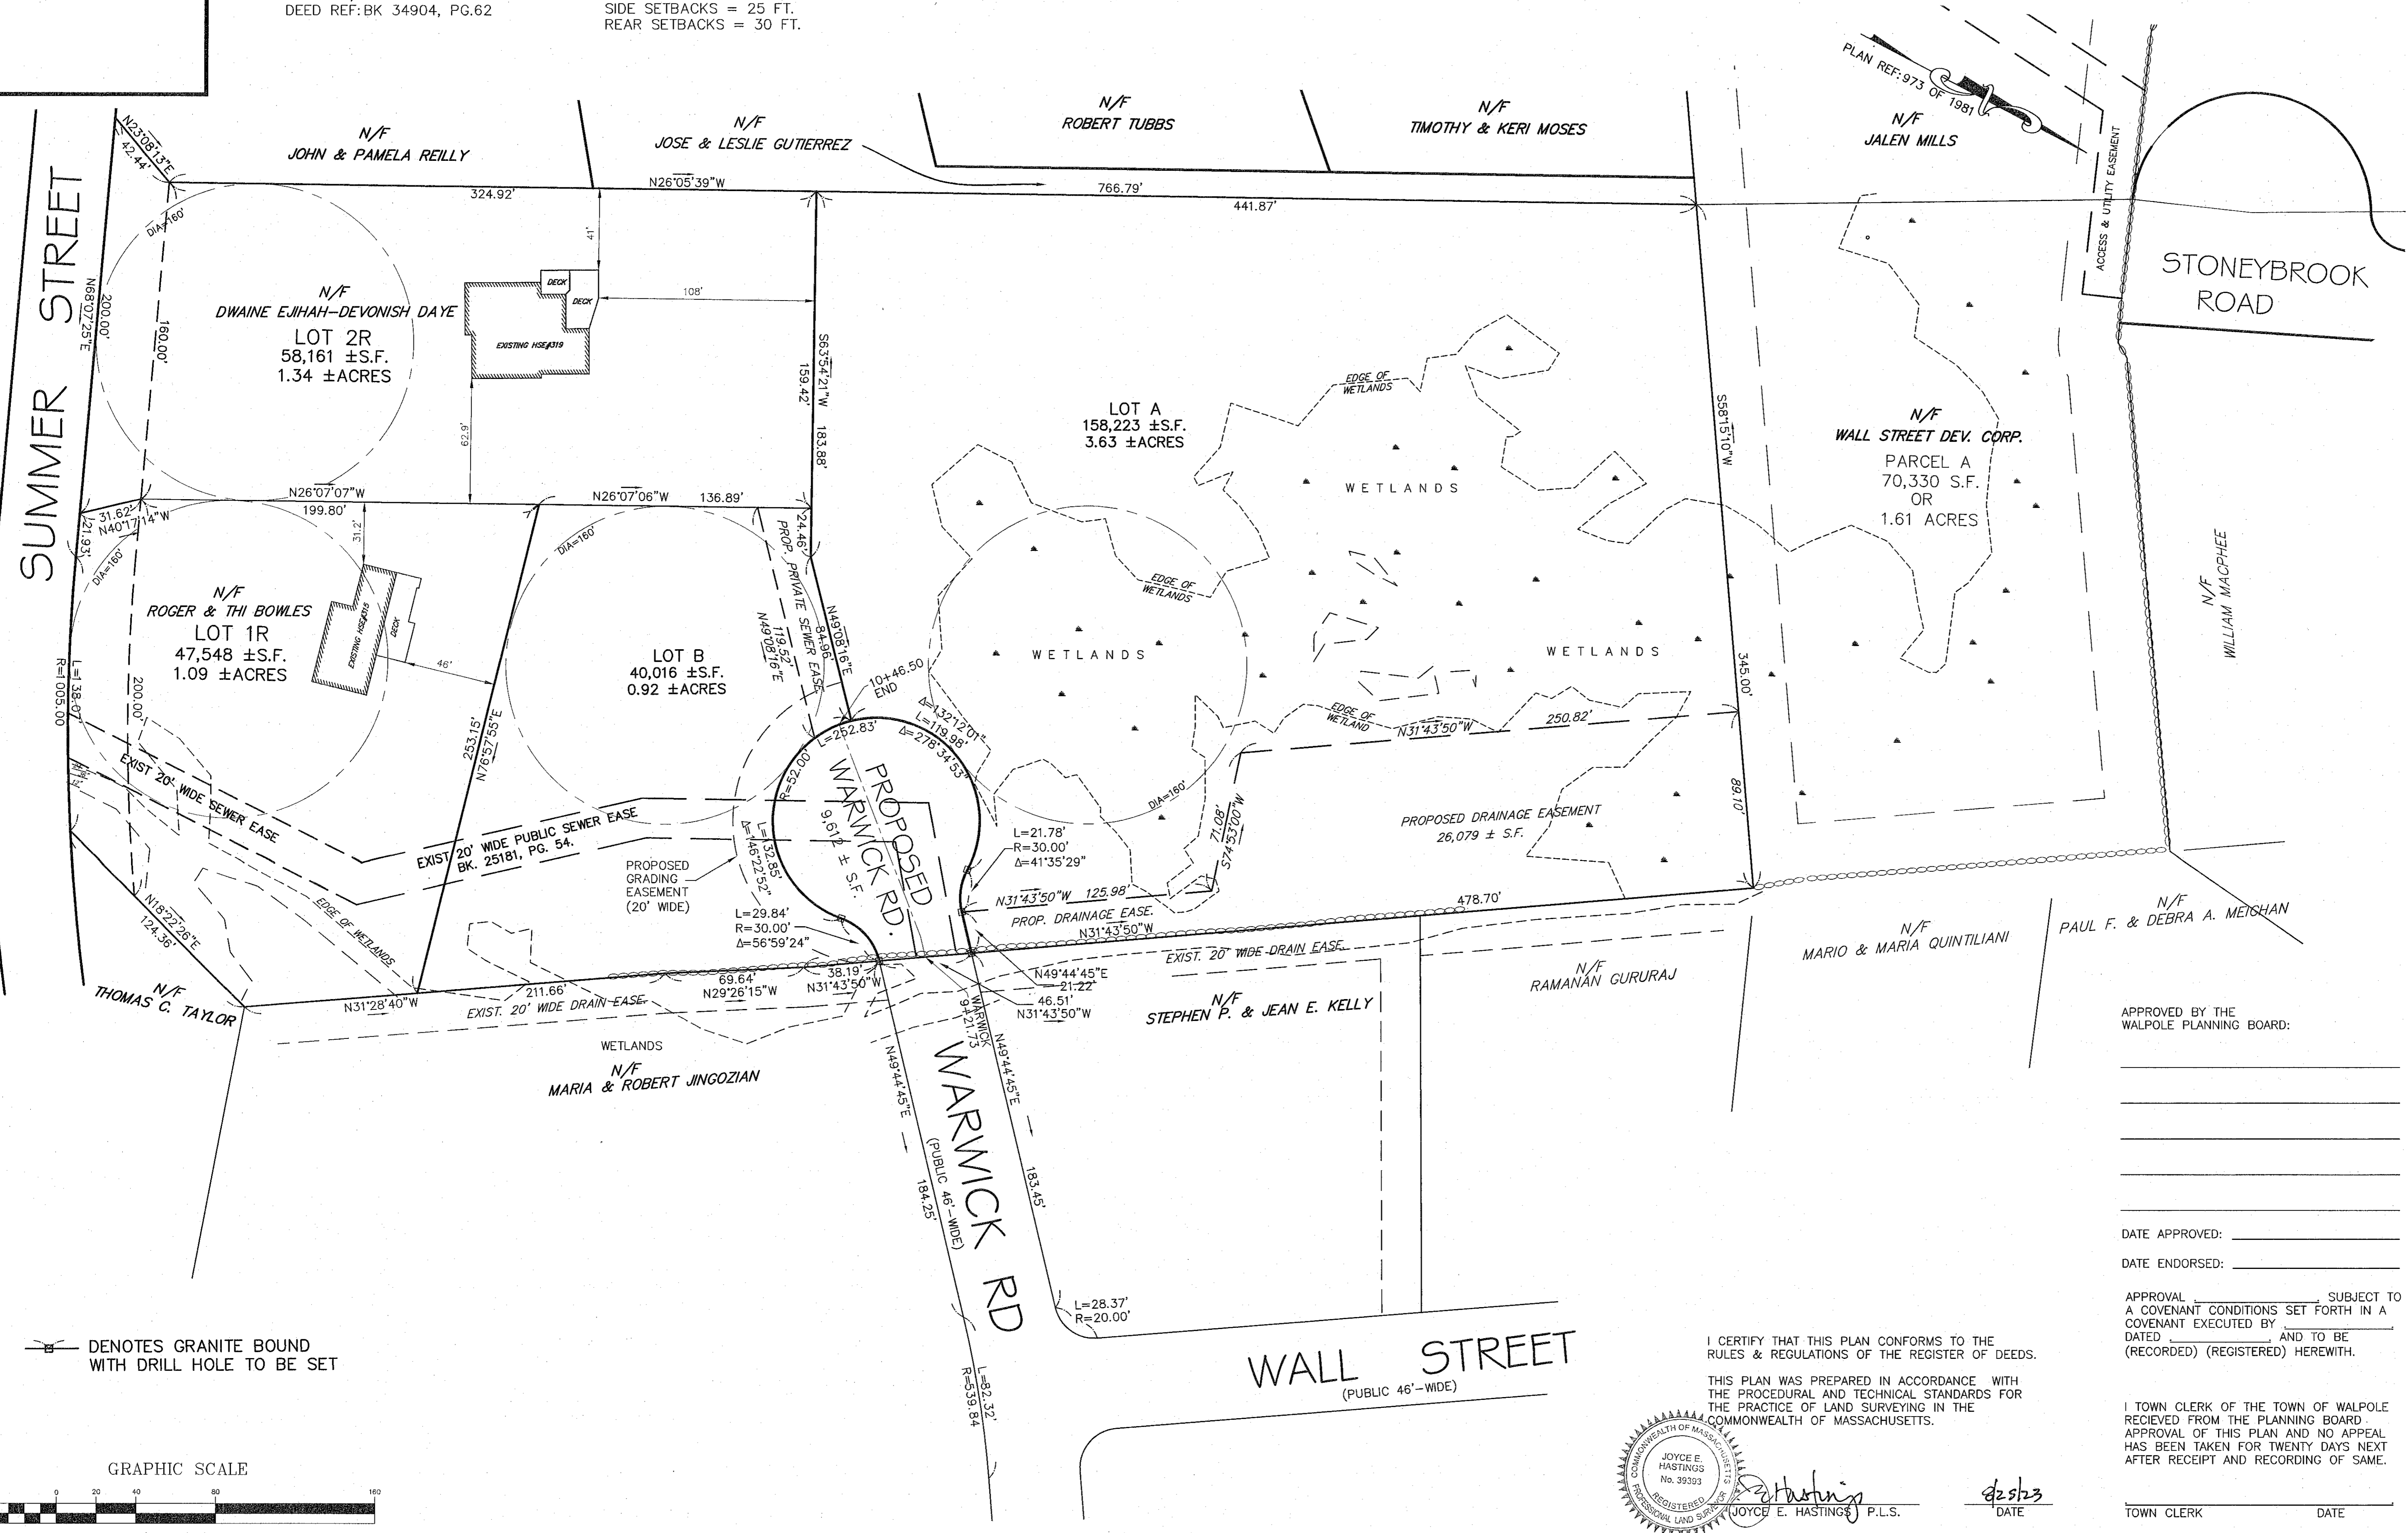 DEED REF:BK 34904, PG.62
SIDE SETBACKS = 25 FT.
REAR SETBACKS = 30 FT.
PLAN REF:973 OF 1981
N/F
JOHN & PAMELA REILLY
N/F
JOSE & LESLIE GUTIERREZ
N/F
ROBERT TUBBS
N/F
TIMOTHY & KERI MOSES
N/F
JALEN MILLS
ACCESS & UTILITY EASEMENT
STONEYBROOK
ROAD
SUMMER STREET
N23°08'13"E
42.44'
324.92'
N26°05'39"W
766.79'
441.87'
DIA=160'
N68°07'25"E
200.00'
160.00'
N/F
DWAINE EJIHAH-DEVONISH DAYE
LOT 2R
58,161 ±S.F.
1.34 ±ACRES
DECK
DECK
EXISTING HSE#319
41'
108'
62.9'
S63°54'21"W
159.42'
183.88'
24.46'
N26°07'07"W
199.80'
N26°07'06"W
136.89'
31.62'
N40°17'14"W
21.93'
DIA=160'
31.2'
N/F
ROGER & THI BOWLES
LOT 1R
47,548 ±S.F.
1.09 ±ACRES
EXISTING HSE#315
DECK
46'
L=138.07'
R=1005.00
200.00'
253.15'
N76°57'55"E
DIA=160'
LOT B
40,016 ±S.F.
0.92 ±ACRES
PROP. PRIVATE SEWER EASE.
119.52'
N49°08'16"E
N49°08'16"E
84.96'
10+46.50
END
LOT A
158,223 ±S.F.
3.63 ±ACRES
EDGE OF
WETLANDS
WETLANDS
EDGE OF
WETLANDS
WETLANDS
WETLANDS
EDGE OF
WETLAND
N31°43'50"W
250.82'
S58°15'10"W
345.00'
89.10'
N/F
WALL STREET DEV. CORP.
PARCEL A
70,330 S.F.
OR
1.61 ACRES
N/F
WILLIAM MACPHEE
EXIST 20' WIDE SEWER EASE
EXIST 20' WIDE PUBLIC SEWER EASE
BK. 25181, PG. 54.
PROPOSED
GRADING
EASEMENT
(20' WIDE)
L=252.83'
R=52.00'
Δ=132°12'01"
L=119.98'
Δ=278°34'53"
L=132.85'
Δ=146°22'52"
PROPOSED
WARWICK RD.
9,612 ± S.F.
L=21.78'
R=30.00'
Δ=41°35'29"
L=29.84'
R=30.00'
Δ=56°59'24"
DIA=160'
71.08'
S74°53'00"W
PROPOSED DRAINAGE EASEMENT
26,079 ± S.F.
N31°43'50"W 125.98'
PROP. DRAINAGE EASE.
N31°43'50"W
478.70'
EDGE OF WETLANDS
N18°22'26"E
124.36'
N/F
THOMAS C. TAYLOR
N31°28'40"W
211.66'
69.64'
N29°26'15"W
38.19'
N31°43'50"W
EXIST. 20' WIDE DRAIN EASE.
EXIST. 20' WIDE DRAIN EASE.
N49°44'45"E
21.22'
46.51'
N31°43'50"W
WARWICK
9+21.73
WETLANDS
N/F
MARIA & ROBERT JINGOZIAN
N/F
STEPHEN P. & JEAN E. KELLY
N/F
RAMANAN GURURAJ
N/F
MARIO & MARIA QUINTILIANI
N/F
PAUL F. & DEBRA A. MEICHAN
N49°44'45"E
184.25'
N49°44'45"E
183.45'
WARWICK RD
(PUBLIC 46'-WIDE)
L=28.37'
R=20.00'
L=82.32'
R=539.84
WALL STREET
(PUBLIC 46'-WIDE)
DENOTES GRANITE BOUND
WITH DRILL HOLE TO BE SET
GRAPHIC SCALE
0 20 40 80 160
APPROVED BY THE
WALPOLE PLANNING BOARD:
DATE APPROVED:
DATE ENDORSED:
APPROVAL SUBJECT TO
A COVENANT CONDITIONS SET FORTH IN A
COVENANT EXECUTED BY
DATED AND TO BE
(RECORDED) (REGISTERED) HEREWITH.
I CERTIFY THAT THIS PLAN CONFORMS TO THE
RULES & REGULATIONS OF THE REGISTER OF DEEDS.
THIS PLAN WAS PREPARED IN ACCORDANCE WITH
THE PROCEDURAL AND TECHNICAL STANDARDS FOR
THE PRACTICE OF LAND SURVEYING IN THE
COMMONWEALTH OF MASSACHUSETTS.
COMMONWEALTH OF MASSACHUSETTS
JOYCE E.
HASTINGS
No. 39393
REGISTERED
PROFESSIONAL LAND SURVEYOR
J E Hastings
JOYCE E. HASTINGS P.L.S.
8/25/23
DATE
I TOWN CLERK OF THE TOWN OF WALPOLE
RECIEVED FROM THE PLANNING BOARD
APPROVAL OF THIS PLAN AND NO APPEAL
HAS BEEN TAKEN FOR TWENTY DAYS NEXT
AFTER RECEIPT AND RECORDING OF SAME.
TOWN CLERK DATE